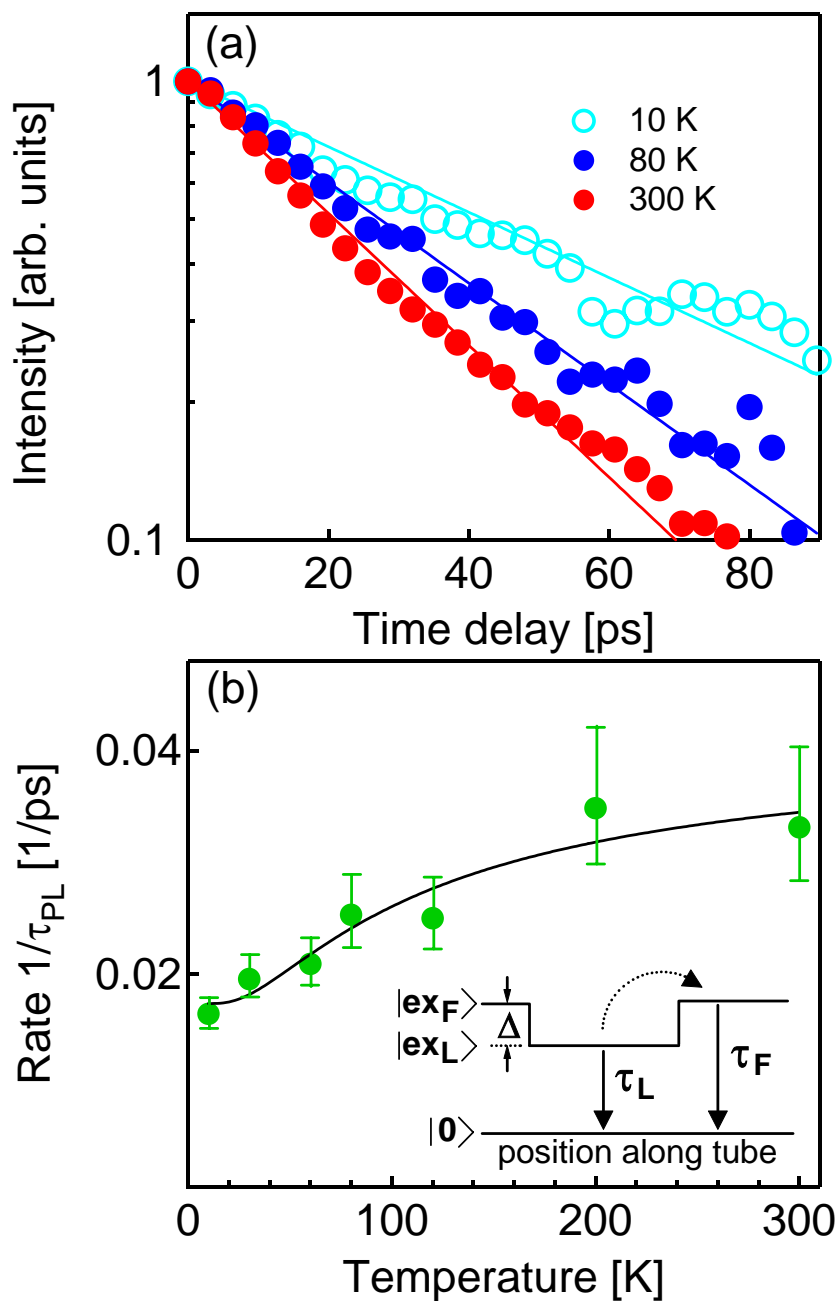 (a)
1
0.1
Intensity [arb. units]
10 K
80 K
300 K
0 20 40 60 80
Time delay [ps]
(b)
0.04
0.02
Rate 1/τPL [1/ps]
|exF⟩
Δ
|exL⟩
τL
τF
|0⟩
position along tube
0 100 200 300
Temperature [K]